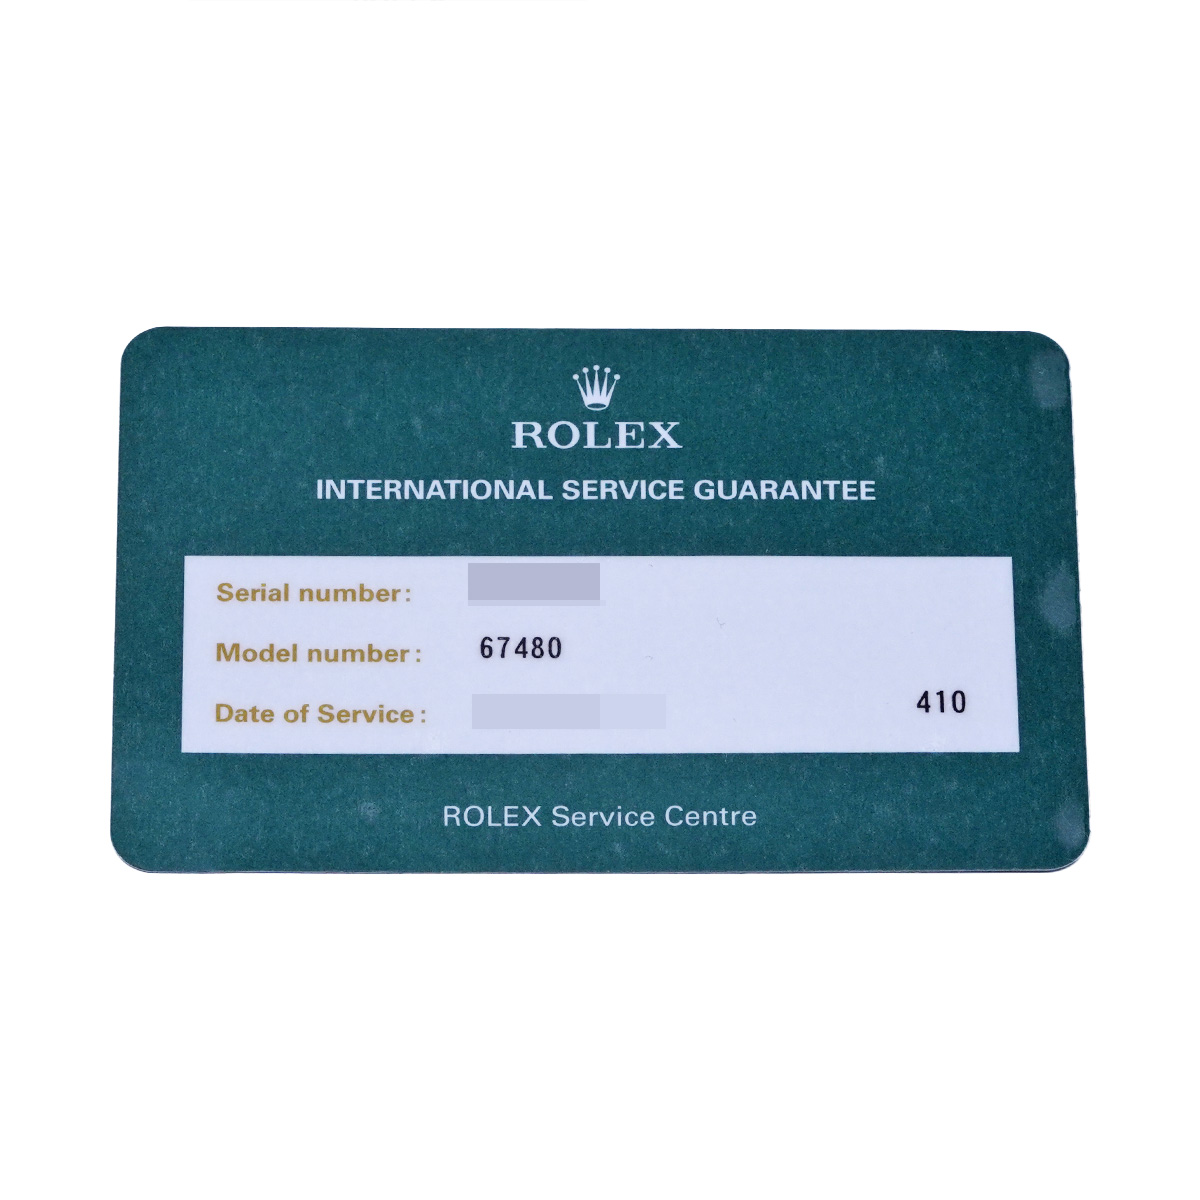 ROLEX
INTERNATIONAL SERVICE GUARANTEE
Serial number:
Model number: 67480
Date of Service: 410
ROLEX Service Centre